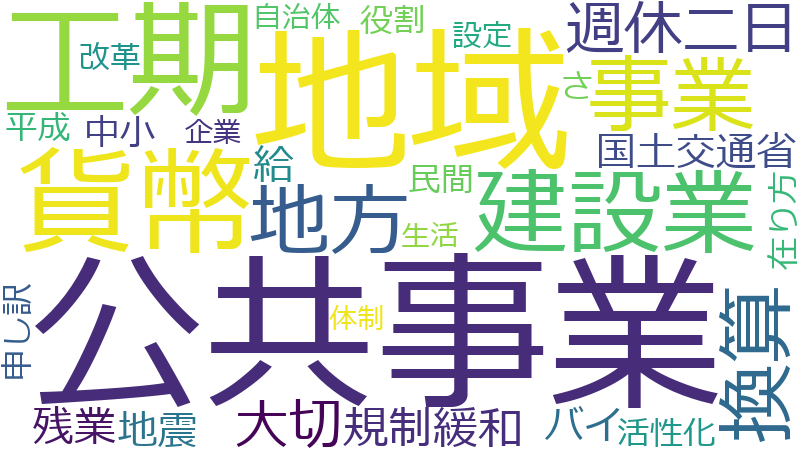 自治体
役割
週休二日
工期
改革
地域
設定
さ
事業
平成
中小
企業
国土交通省
貨幣
給
民間
建設業
在り方
地方
生活
公共事業
申し訳
体制
換算
残業
地震
大切
規制緩和
バイ
活性化